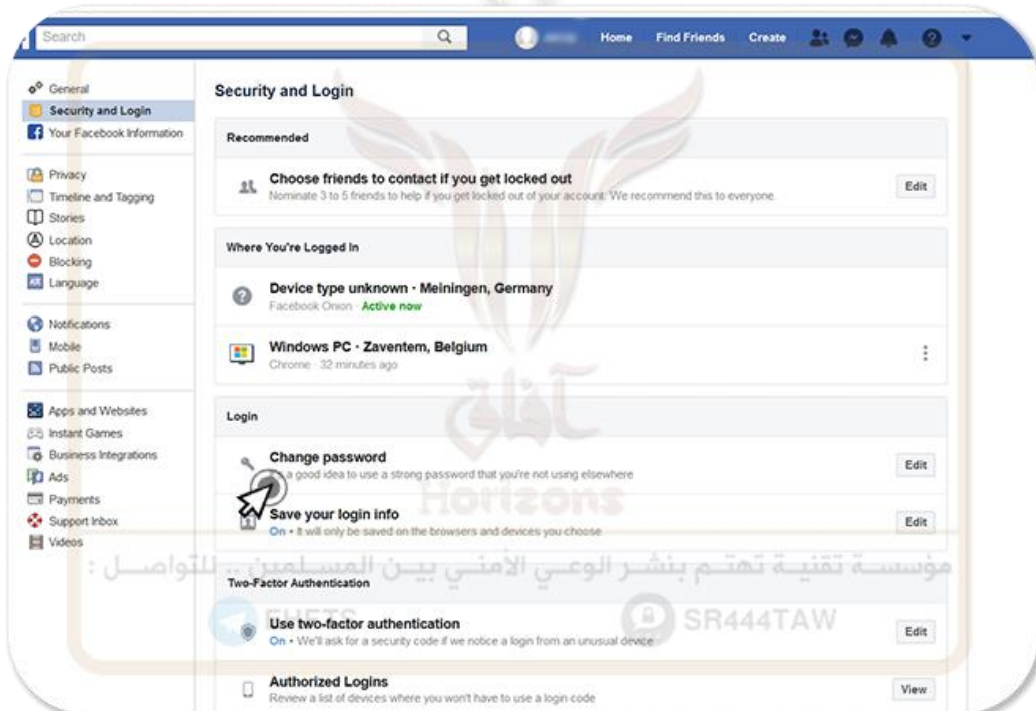 Search
Home Find Friends Create
General
Security and Login
Your Facebook Information
Privacy
Timeline and Tagging
Stories
Location
Blocking
Language
Notifications
Mobile
Public Posts
Apps and Websites
Instant Games
Business Integrations
Ads
Payments
Support Inbox
Videos
Security and Login
Recommended
Choose friends to contact if you get locked out
Nominate 3 to 5 friends to help if you get locked out of your account. We recommend this to everyone.
Edit
Where You're Logged In
Device type unknown · Meiningen, Germany
Facebook Onion · Active now
Windows PC · Zaventem, Belgium
Chrome · 32 minutes ago
آفاق
Horizons
Login
Change password
a good idea to use a strong password that you're not using elsewhere
Edit
Save your login info
On • It will only be saved on the browsers and devices you choose
Edit
مؤسسة تقنية تهتم بنشر الوعي الأمني بين المسلمين .. للتواصل :
Two-Factor Authentication
EHFTS
SR444TAW
Use two-factor authentication
On • We'll ask for a security code if we notice a login from an unusual device
Edit
Authorized Logins
Review a list of devices where you won't have to use a login code
View